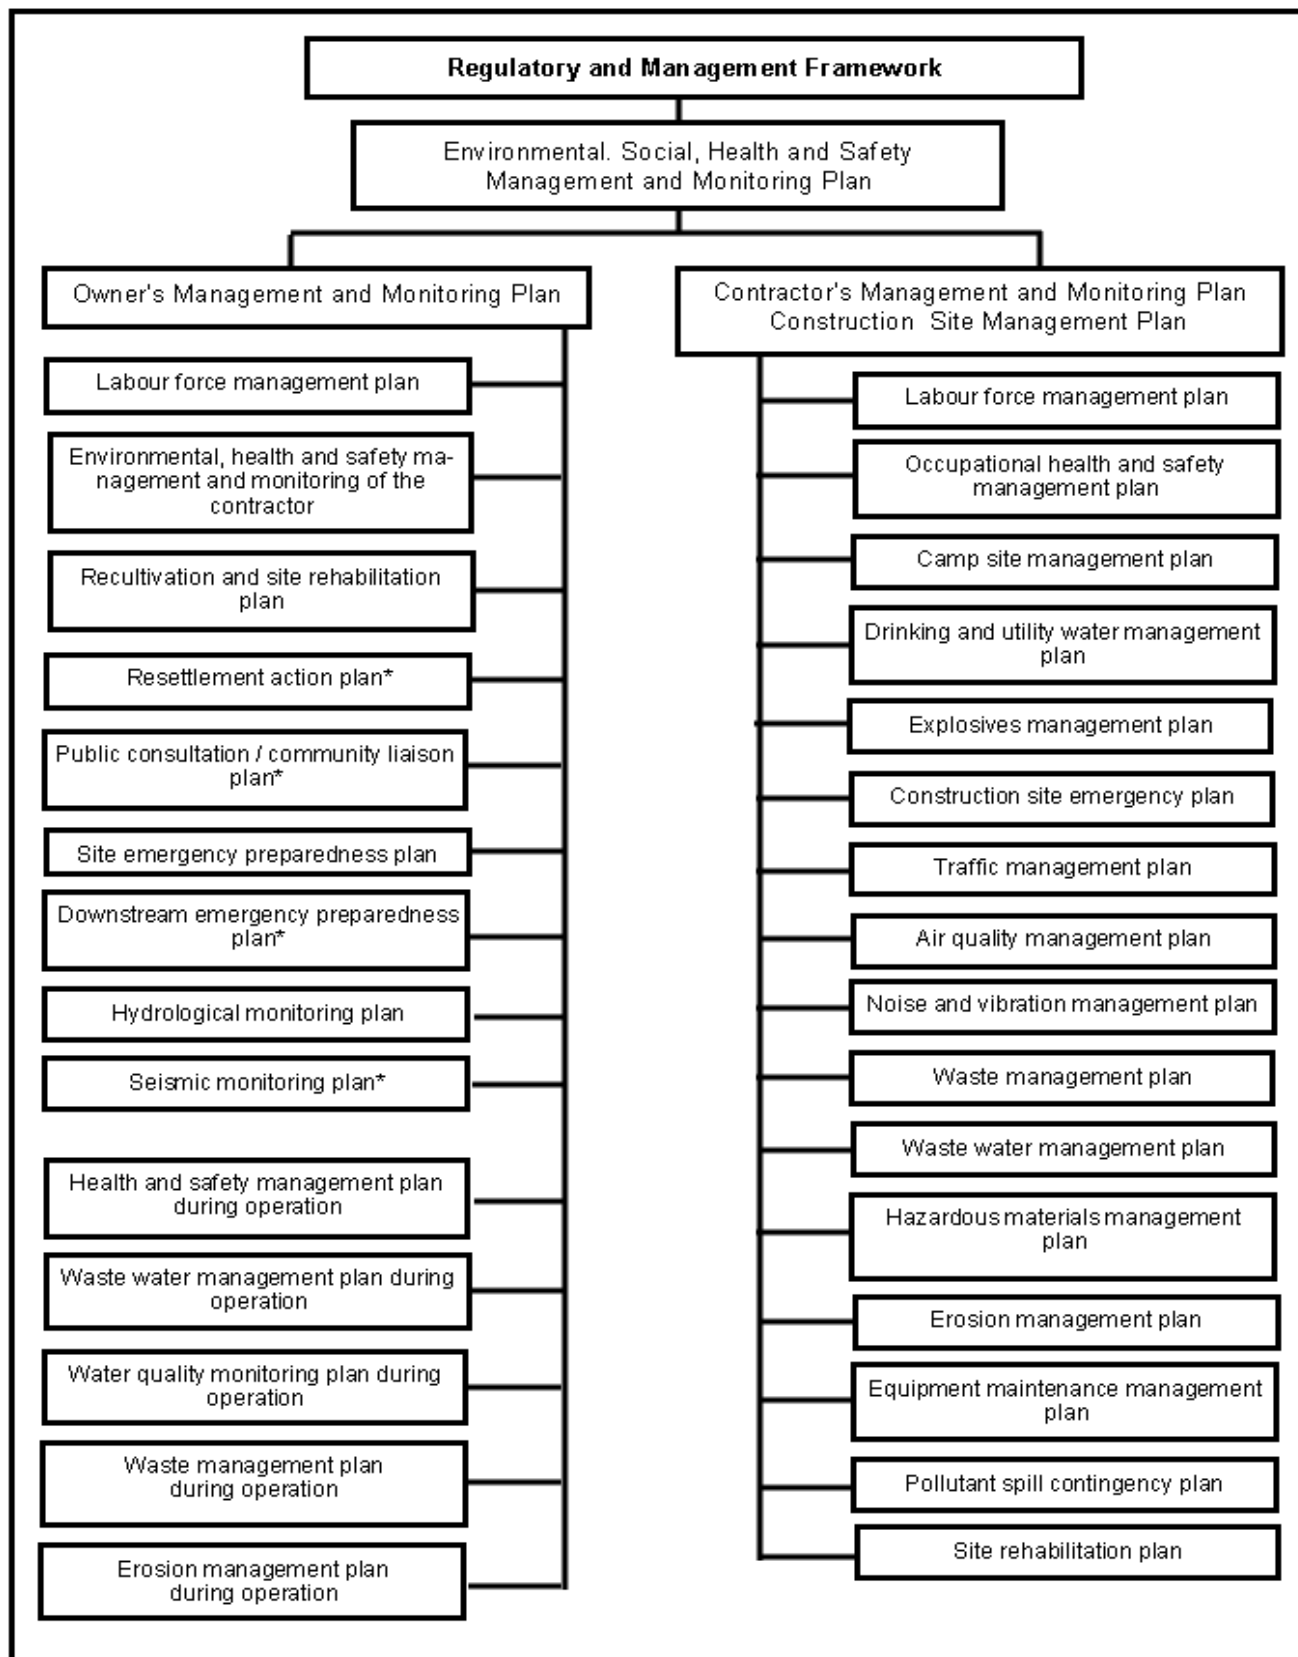 Regulatory and Management Framework
Environmental. Social, Health and Safety
Management and Monitoring Plan
Owner's Management and Monitoring Plan
Labour force management plan
Environmental, health and safety ma-
nagement and monitoring of the
contractor
Recultivation and site rehabilitation
plan
Resettlement action plan*
Public consultation / community liaison
plan*
Site emergency preparedness plan
Downstream emergency preparedness
plan*
Hydrological monitoring plan
Seismic monitoring plan*
Health and safety management plan
during operation
Waste water management plan during
operation
Water quality monitoring plan during
operation
Waste management plan
during operation
Erosion management plan
during operation
Contractor's Management and Monitoring Plan
Construction Site Management Plan
Labour force management plan
Occupational health and safety
management plan
Camp site management plan
Drinking and utility water management
plan
Explosives management plan
Construction site emergency plan
Traffic management plan
Air quality management plan
Noise and vibration management plan
Waste management plan
Waste water management plan
Hazardous materials management
plan
Erosion management plan
Equipment maintenance management
plan
Pollutant spill contingency plan
Site rehabilitation plan